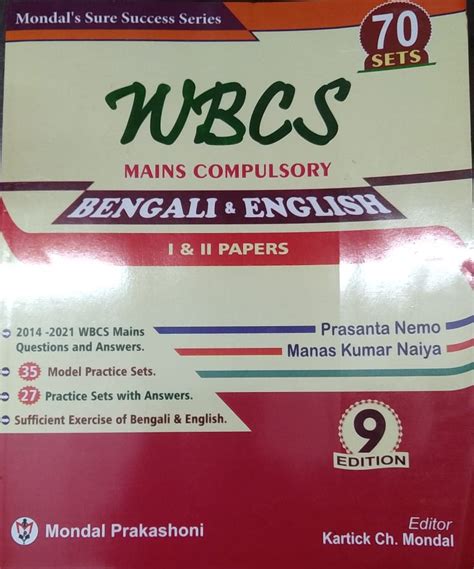 Mondal's Sure Success Series
70
SETS
WBCS
MAINS COMPULSORY
BENGALI & ENGLISH
I & II PAPERS
2014 -2021 WBCS Mains
Questions and Answers.
35 Model Practice Sets.
27 Practice Sets with Answers.
Sufficient Exercise of Bengali & English.
Prasanta Nemo
Manas Kumar Naiya
9
EDITION
Mondal Prakashoni
Editor
Kartick Ch. Mondal